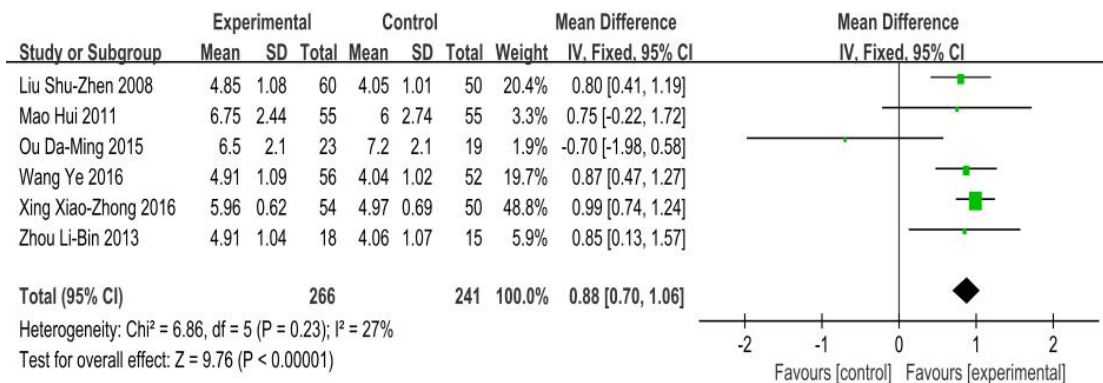 Experimental Control Mean Difference Mean Difference
Study or Subgroup Mean SD Total Mean SD Total Weight IV, Fixed, 95% CI IV, Fixed, 95% CI
Liu Shu-Zhen 2008 4.85 1.08 60 4.05 1.01 50 20.4% 0.80 [0.41, 1.19]
Mao Hui 2011 6.75 2.44 55 6 2.74 55 3.3% 0.75 [-0.22, 1.72]
Ou Da-Ming 2015 6.5 2.1 23 7.2 2.1 19 1.9% -0.70 [-1.98, 0.58]
Wang Ye 2016 4.91 1.09 56 4.04 1.02 52 19.7% 0.87 [0.47, 1.27]
Xing Xiao-Zhong 2016 5.96 0.62 54 4.97 0.69 50 48.8% 0.99 [0.74, 1.24]
Zhou Li-Bin 2013 4.91 1.04 18 4.06 1.07 15 5.9% 0.85 [0.13, 1.57]
Total (95% CI) 266 241 100.0% 0.88 [0.70, 1.06]
Heterogeneity: Chi² = 6.86, df = 5 (P = 0.23); I² = 27%
Test for overall effect: Z = 9.76 (P < 0.00001)
-2 -1 0 1 2
Favours [control] Favours [experimental]